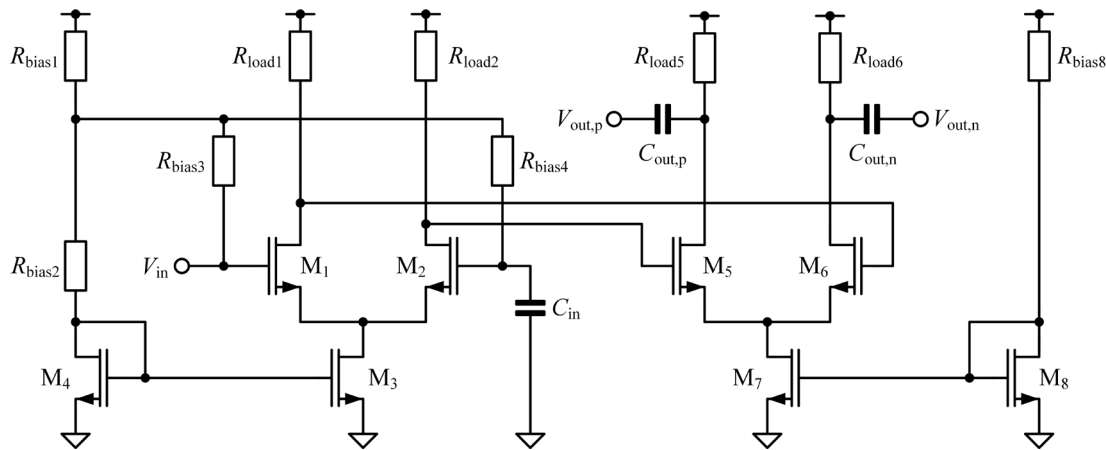 Rbias1
Rload1
Rload2
Rload5
Rload6
Rbias8
Vout,p
Cout,p
Cout,n
Vout,n
Rbias3
Rbias4
Rbias2
Vin
M1
M2
Cin
M5
M6
M4
M3
M7
M8